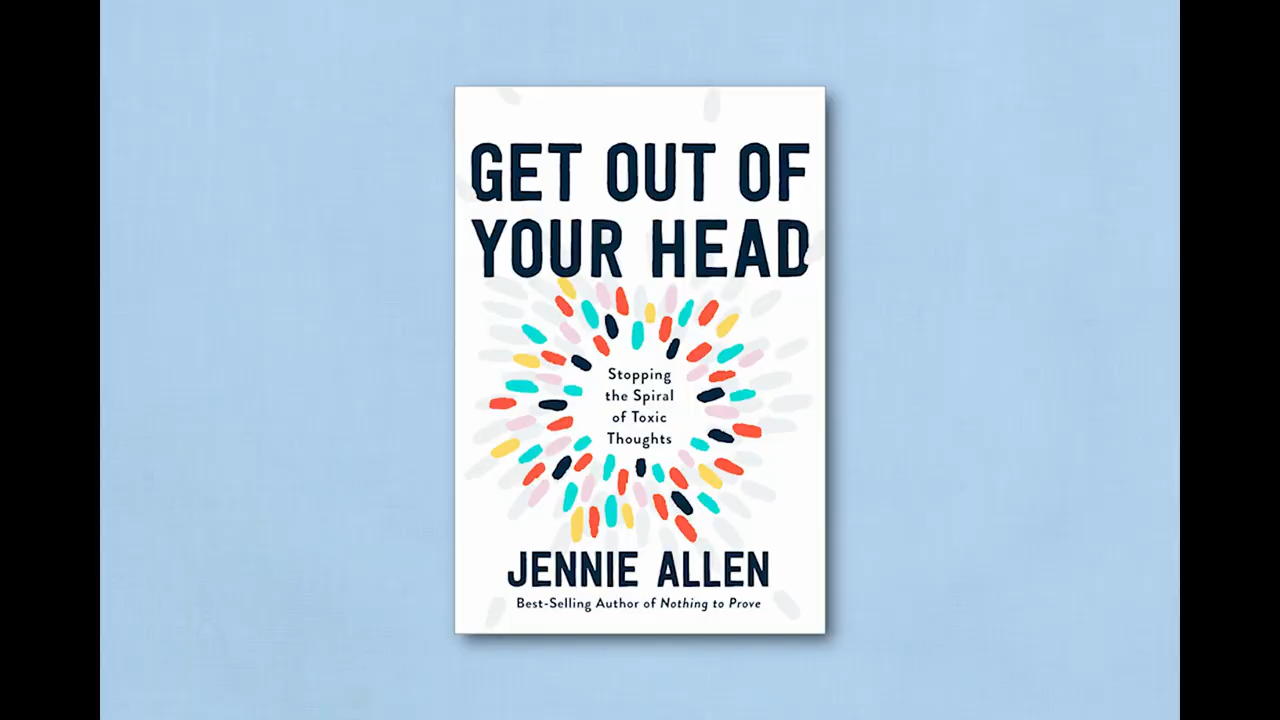 GET OUT OF
YOUR HEAD
Stopping
the Spiral
of Toxic
Thoughts
JENNIE ALLEN
Best-Selling Author of Nothing to Prove